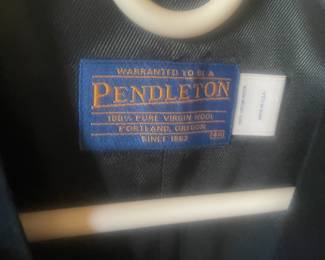 WARRANTED TO BE A
PENDLETON
100% PURE VIRGIN WOOL
PORTLAND, OREGON
SINCE 1863